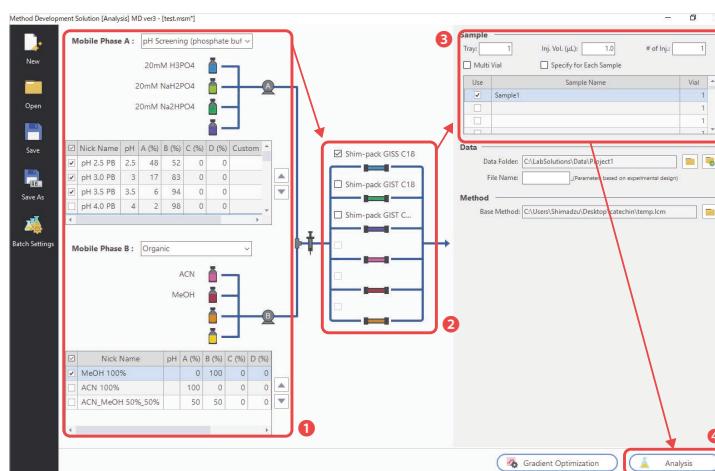 Method Development Solution [Analysis] MD ver3 - [test.msm*]
New
Open
Save
Save As
Batch Settings
Mobile Phase A : pH Screening (phosphate buf
20mM H3PO4
20mM NaH2PO4
20mM Na2HPO4
A
Nick Name pH A (%) B (%) C (%) D (%) Custom
pH 2.5 PB 2.5 48 52 0 0
pH 3.0 PB 3 17 83 0 0
pH 3.5 PB 3.5 6 94 0 0
pH 4.0 PB 4 2 98 0 0
Mobile Phase B : Organic
ACN
MeOH
B
Nick Name pH A (%) B (%) C (%) D (%)
MeOH 100% 0 100 0 0
ACN 100% 100 0 0 0
ACN_MeOH 50%_50% 50 50 0 0
1
Shim-pack GISS C18
Shim-pack GIST C18
Shim-pack GIST C...
2
3
Sample
Tray: 1 Inj. Vol. (µL): 1.0 # of Inj.: 1
Multi Vial Specify for Each Sample
Use Sample Name Vial
Sample1 1
1
1
1
Data
Data Folder: C:\LabSolutions\Data\Project1
File Name: (Parameters based on experimental design)
Method
Base Method: C:\Users\Shimadzu\Desktop\catechin\temp.lcm
4
Gradient Optimization
Analysis